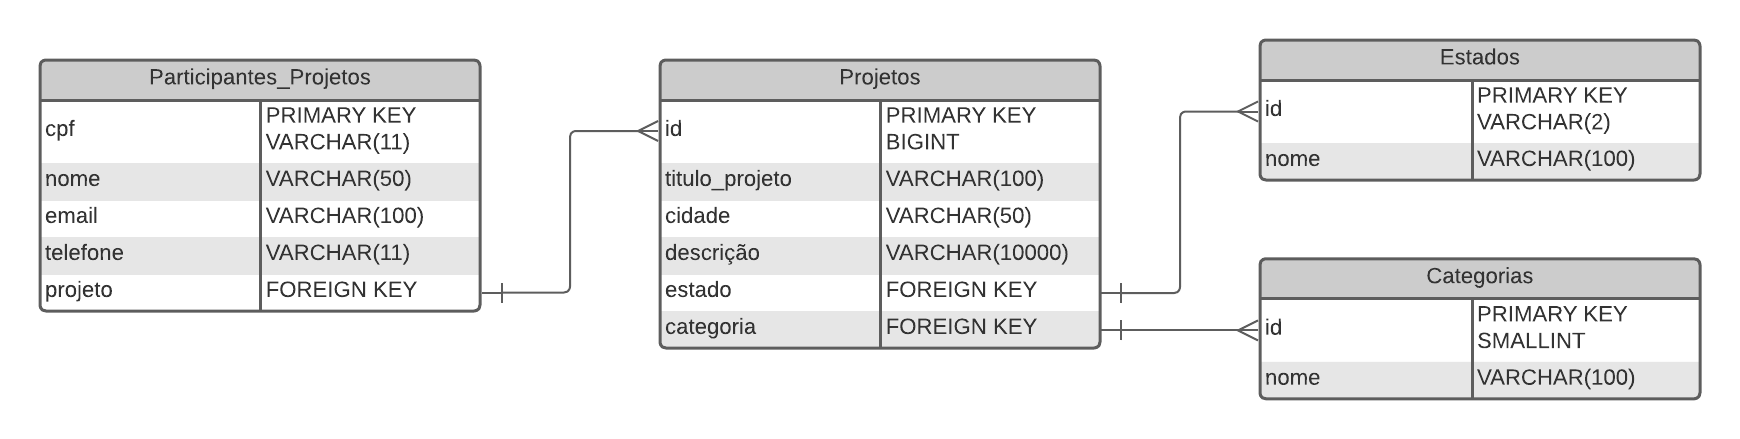 Participantes_Projetos
cpf
PRIMARY KEY
VARCHAR(11)
nome
VARCHAR(50)
email
VARCHAR(100)
telefone
VARCHAR(11)
projeto
FOREIGN KEY
Projetos
id
PRIMARY KEY
BIGINT
titulo_projeto
VARCHAR(100)
cidade
VARCHAR(50)
descrição
VARCHAR(10000)
estado
FOREIGN KEY
categoria
FOREIGN KEY
Estados
id
PRIMARY KEY
VARCHAR(2)
nome
VARCHAR(100)
Categorias
id
PRIMARY KEY
SMALLINT
nome
VARCHAR(100)